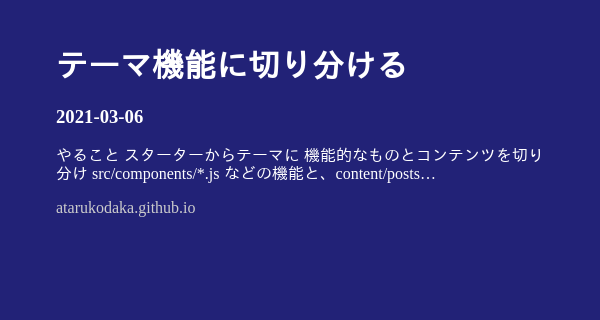 テーマ機能に切り分ける
2021-03-06
やること スターターからテーマに 機能的なものとコンテンツを切り
分け src/components/*.js などの機能と、content/posts…
atarukodaka.github.io